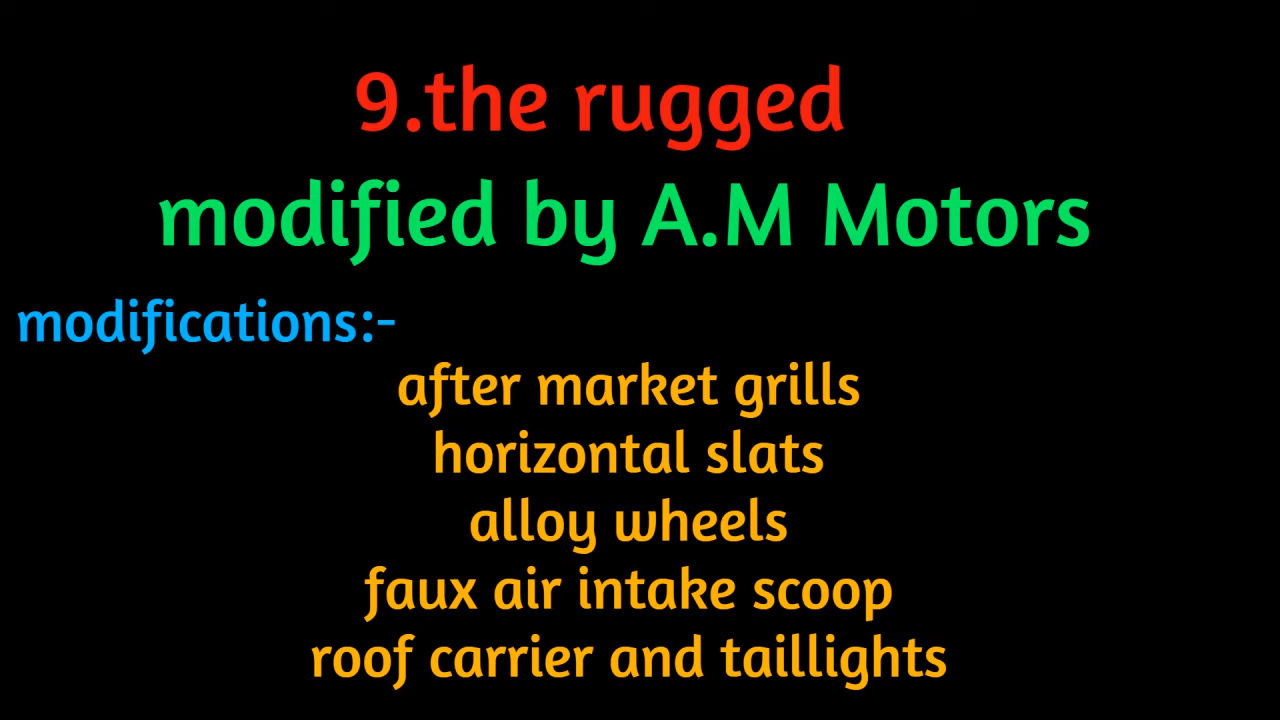 9.the rugged
modified by A.M Motors
modifications:-
after market grills
horizontal slats
alloy wheels
faux air intake scoop
roof carrier and taillights